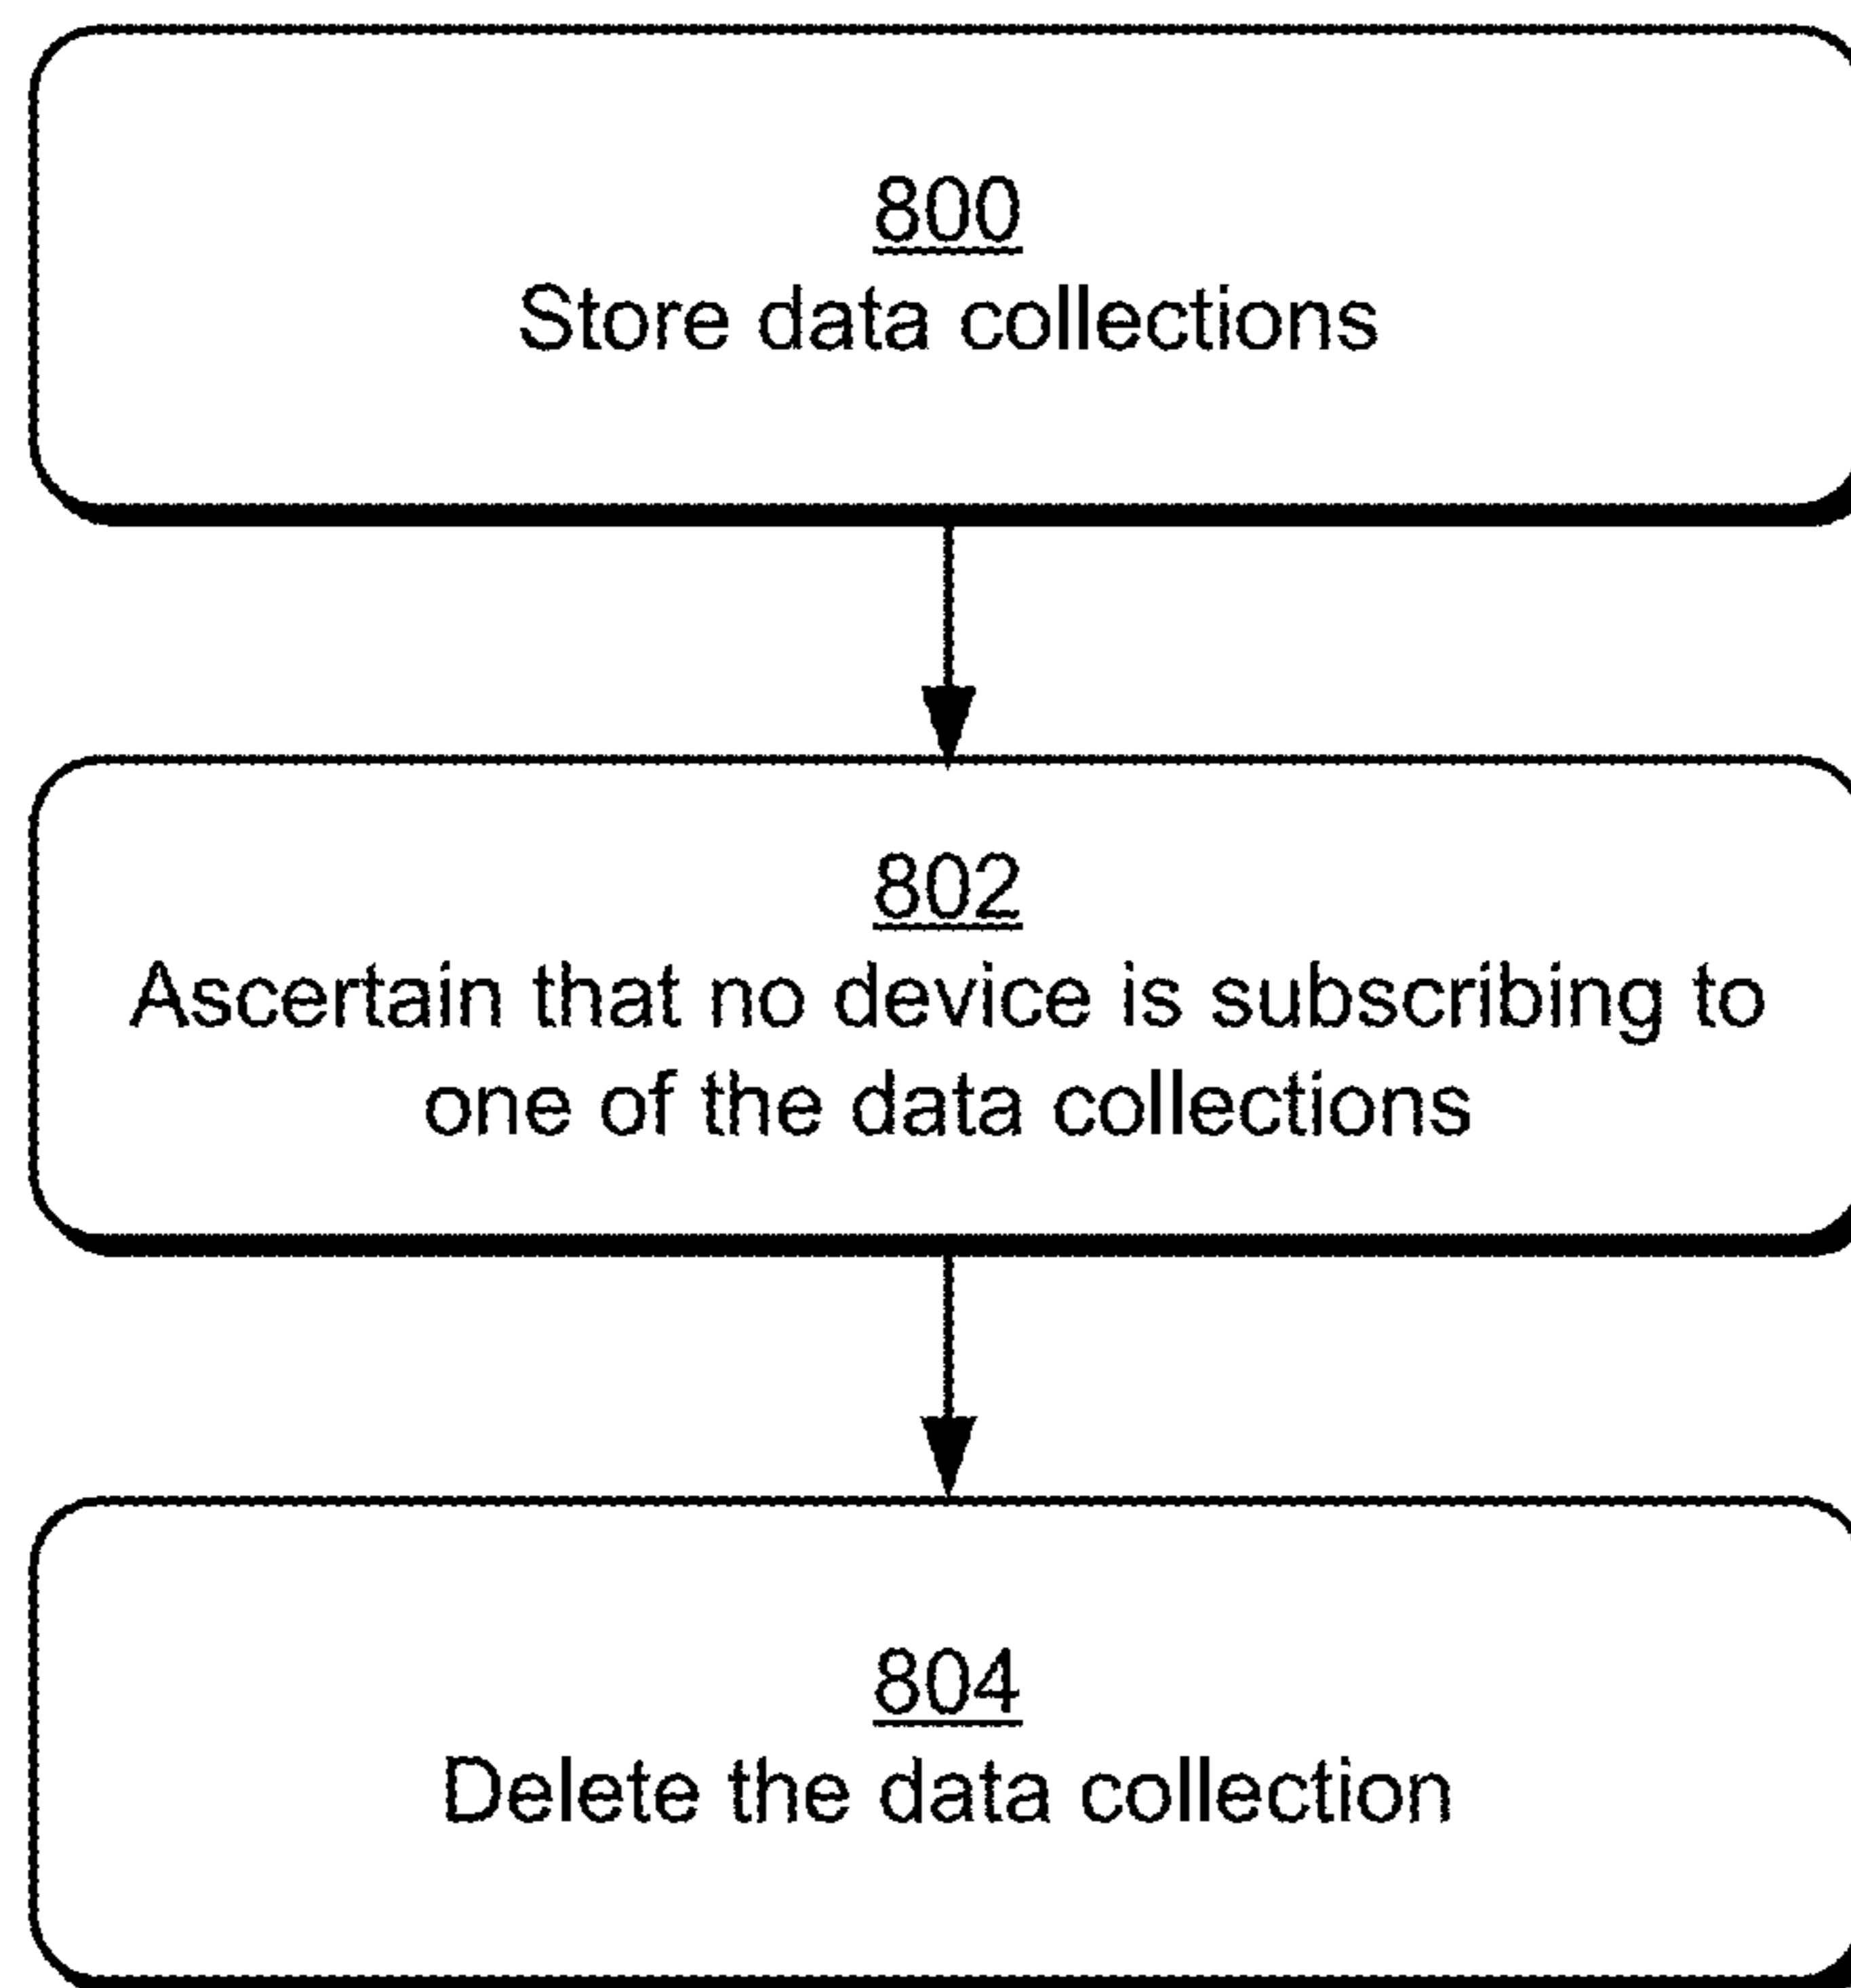 800
Store data collections
802
Ascertain that no device is subscribing to
one of the data collections
804
Delete the data collection